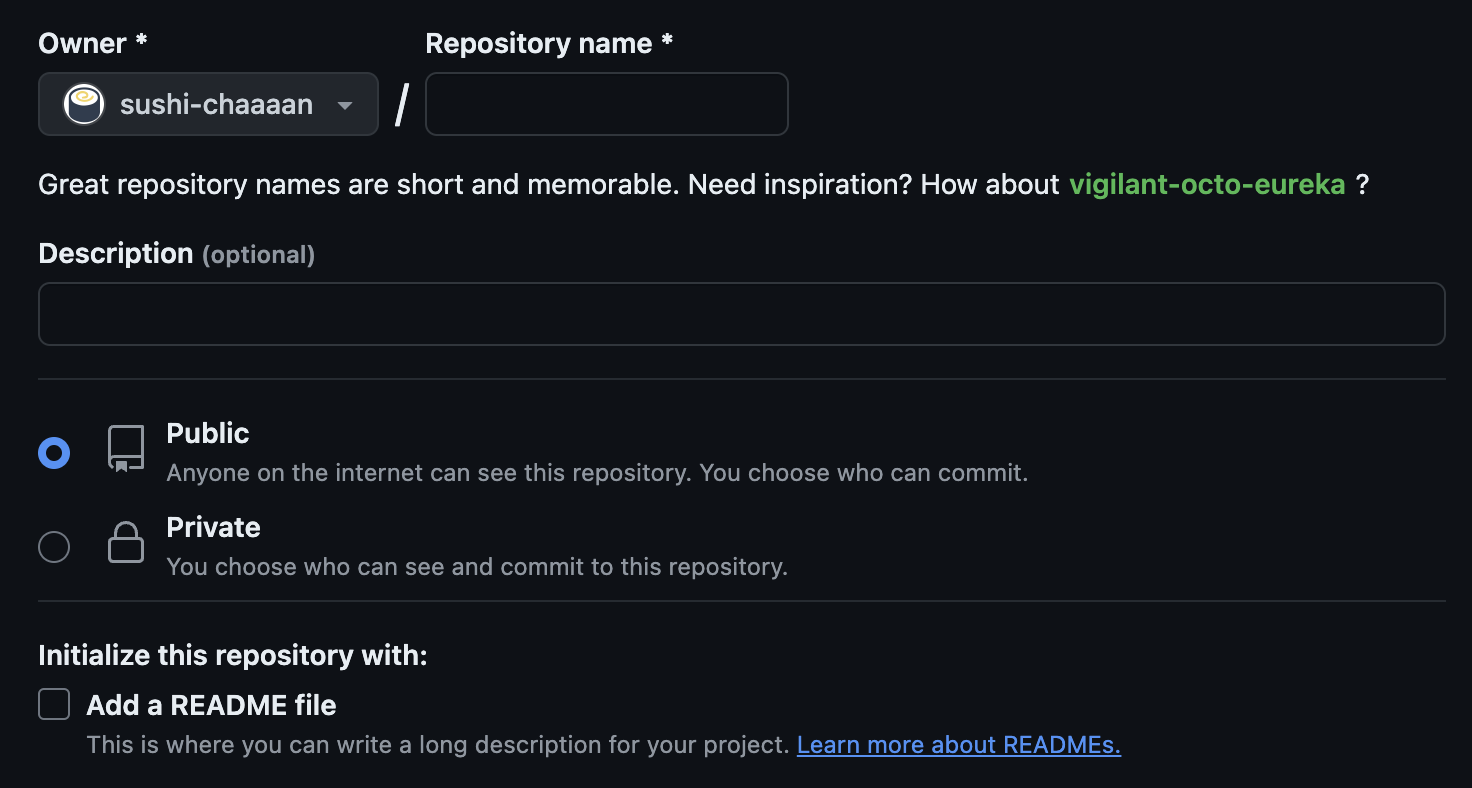 Owner * Repository name *
sushi-chaaaan /
Great repository names are short and memorable. Need inspiration? How about vigilant-octo-eureka ?
Description (optional)
Public
Anyone on the internet can see this repository. You choose who can commit.
Private
You choose who can see and commit to this repository.
Initialize this repository with:
Add a README file
This is where you can write a long description for your project. Learn more about READMEs.